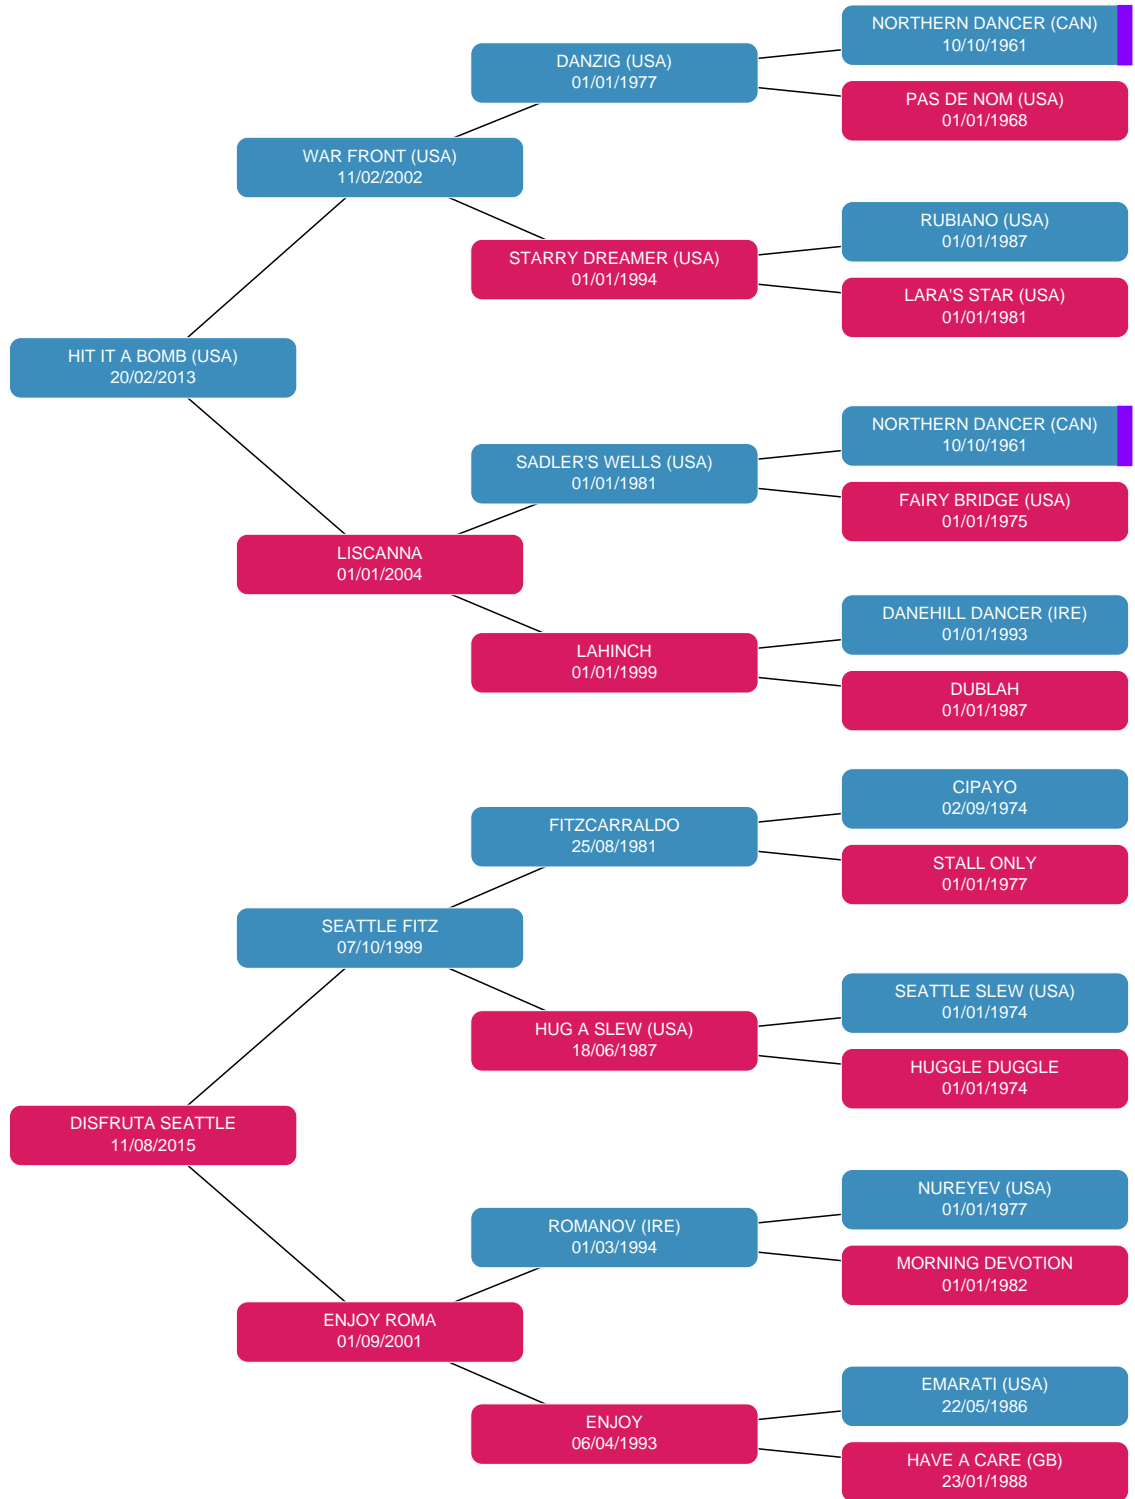 NORTHERN DANCER (CAN)
10/10/1961
DANZIG (USA)
01/01/1977
PAS DE NOM (USA)
01/01/1968
WAR FRONT (USA)
11/02/2002
RUBIANO (USA)
01/01/1987
STARRY DREAMER (USA)
01/01/1994
LARA'S STAR (USA)
01/01/1981
HIT IT A BOMB (USA)
20/02/2013
NORTHERN DANCER (CAN)
10/10/1961
SADLER'S WELLS (USA)
01/01/1981
FAIRY BRIDGE (USA)
01/01/1975
LISCANNA
01/01/2004
DANEHILL DANCER (IRE)
01/01/1993
LAHINCH
01/01/1999
DUBLAH
01/01/1987
CIPAYO
02/09/1974
FITZCARRALDO
25/08/1981
STALL ONLY
01/01/1977
SEATTLE FITZ
07/10/1999
SEATTLE SLEW (USA)
01/01/1974
HUG A SLEW (USA)
18/06/1987
HUGGLE DUGGLE
01/01/1974
DISFRUTA SEATTLE
11/08/2015
NUREYEV (USA)
01/01/1977
ROMANOV (IRE)
01/03/1994
MORNING DEVOTION
01/01/1982
ENJOY ROMA
01/09/2001
EMARATI (USA)
22/05/1986
ENJOY
06/04/1993
HAVE A CARE (GB)
23/01/1988